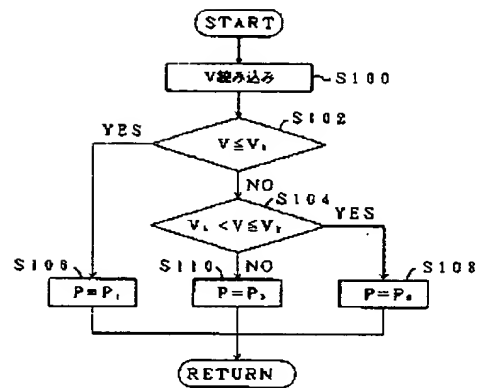 START
V読み込み
S100
S102
YES
V≦V₁
NO
S104
YES
V₁<V≦V₂
S106
S110
NO
S108
P=P₁
P=P₃
P=P₂
RETURN